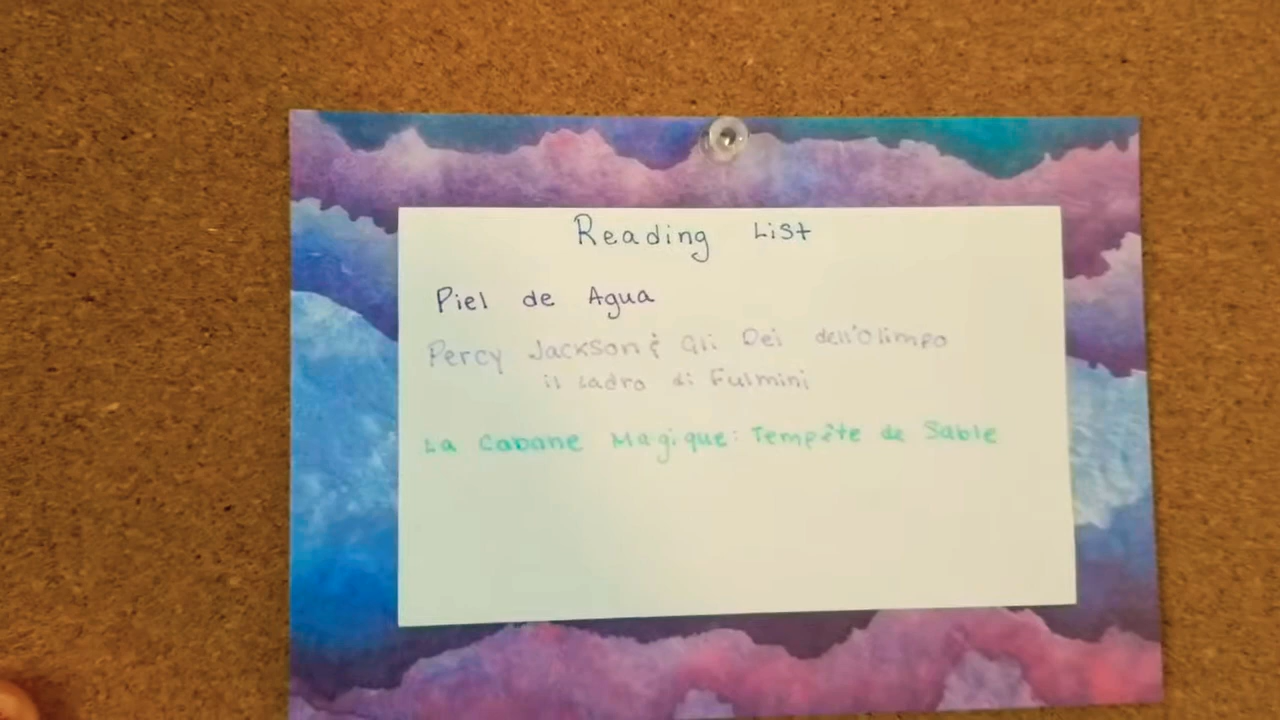 Reading List
Piel de Agua
Percy Jackson & Gli Dei dell'Olimpo
il Ladro di Fulmini
La Cabane Magique: Tempête de Sable